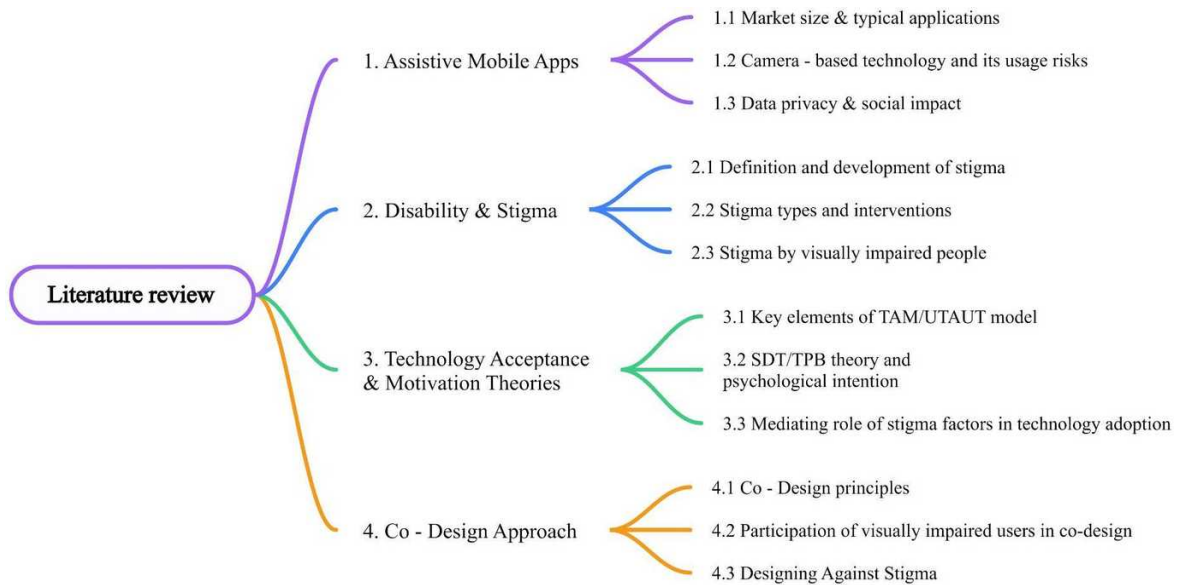 Literature review
1. Assistive Mobile Apps
1.1 Market size & typical applications
1.2 Camera - based technology and its usage risks
1.3 Data privacy & social impact
2. Disability & Stigma
2.1 Definition and development of stigma
2.2 Stigma types and interventions
2.3 Stigma by visually impaired people
3. Technology Acceptance
& Motivation Theories
3.1 Key elements of TAM/UTAUT model
3.2 SDT/TPB theory and
psychological intention
3.3 Mediating role of stigma factors in technology adoption
4. Co - Design Approach
4.1 Co - Design principles
4.2 Participation of visually impaired users in co-design
4.3 Designing Against Stigma